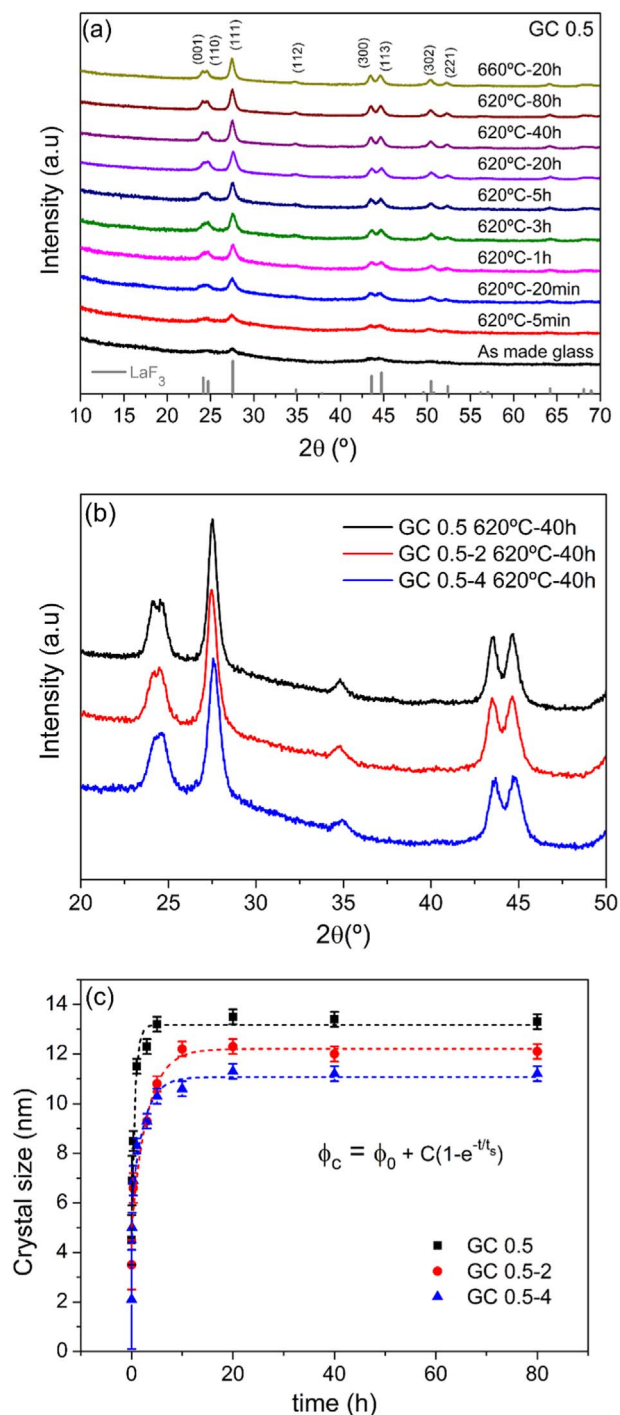 (a)
GC 0.5
(001)
(110)
(111)
(112)
(300)
(113)
(302)
(221)
660ºC-20h
620ºC-80h
620ºC-40h
620ºC-20h
620ºC-5h
620ºC-3h
620ºC-1h
620ºC-20min
620ºC-5min
As made glass
LaF3
Intensity (a.u)
10 15 20 25 30 35 40 45 50 55 60 65 70
2θ (º)
(b)
GC 0.5 620ºC-40h
GC 0.5-2 620ºC-40h
GC 0.5-4 620ºC-40h
Intensity (a.u)
20 25 30 35 40 45 50
2θ(º)
(c)
14
12
10
8
6
4
2
0
Crystal size (nm)
ϕc = ϕ0 + C(1-e^-t/ts)
GC 0.5
GC 0.5-2
GC 0.5-4
0 20 40 60 80
time (h)